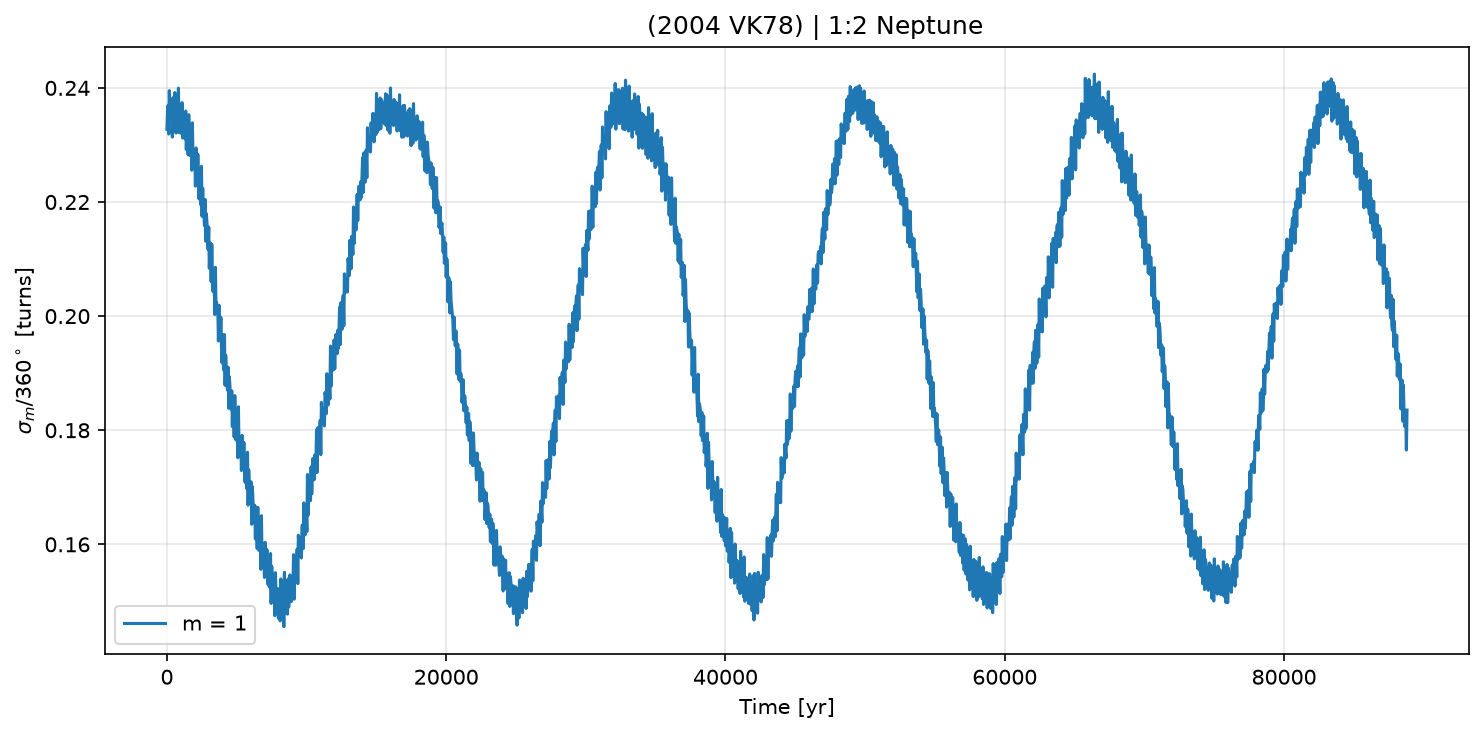 (2004 VK78) | 1:2 Neptune
σm/360° [turns]
0.24
0.22
0.20
0.18
0.16
m = 1
0
20000
40000
60000
80000
Time [yr]